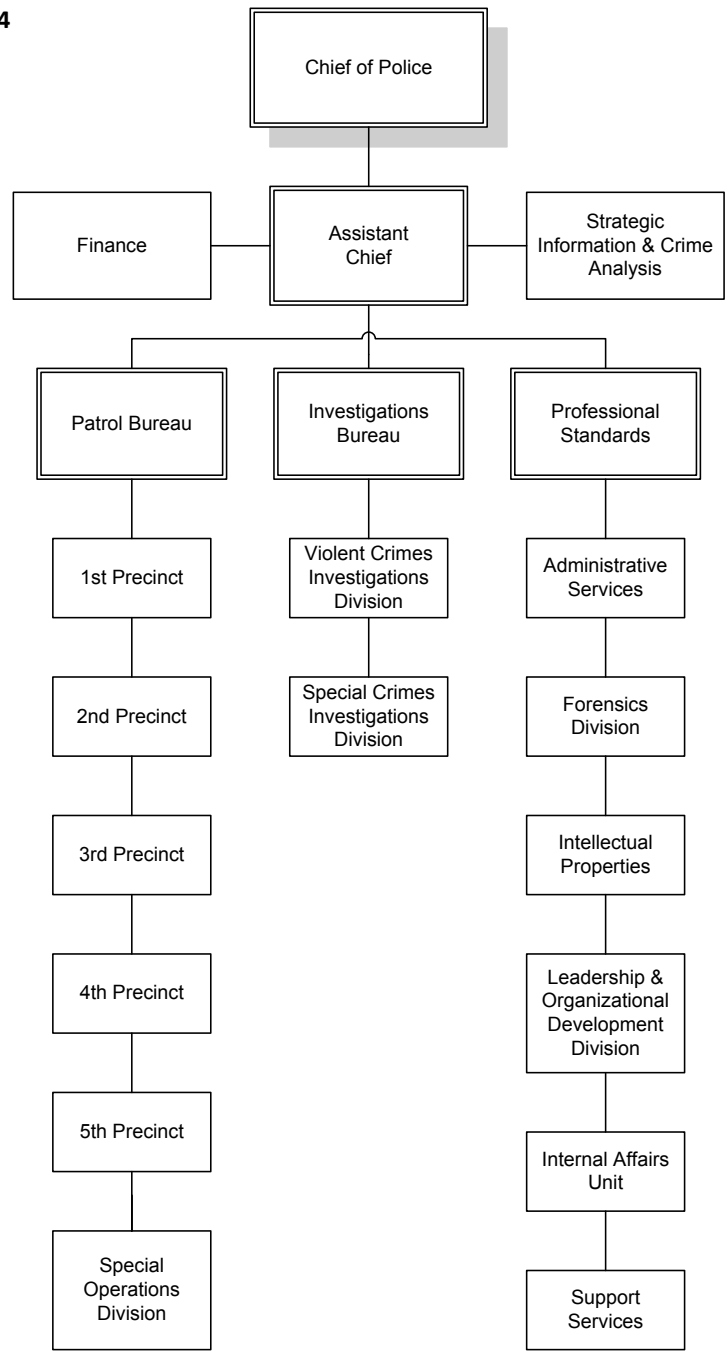 4
Chief of Police
Finance
Assistant
Chief
Strategic
Information & Crime
Analysis
Patrol Bureau
Investigations
Bureau
Professional
Standards
1st Precinct
Violent Crimes
Investigations
Division
Administrative
Services
2nd Precinct
Special Crimes
Investigations
Division
Forensics
Division
3rd Precinct
Intellectual
Properties
4th Precinct
Leadership &
Organizational
Development
Division
5th Precinct
Internal Affairs
Unit
Special
Operations
Division
Support
Services